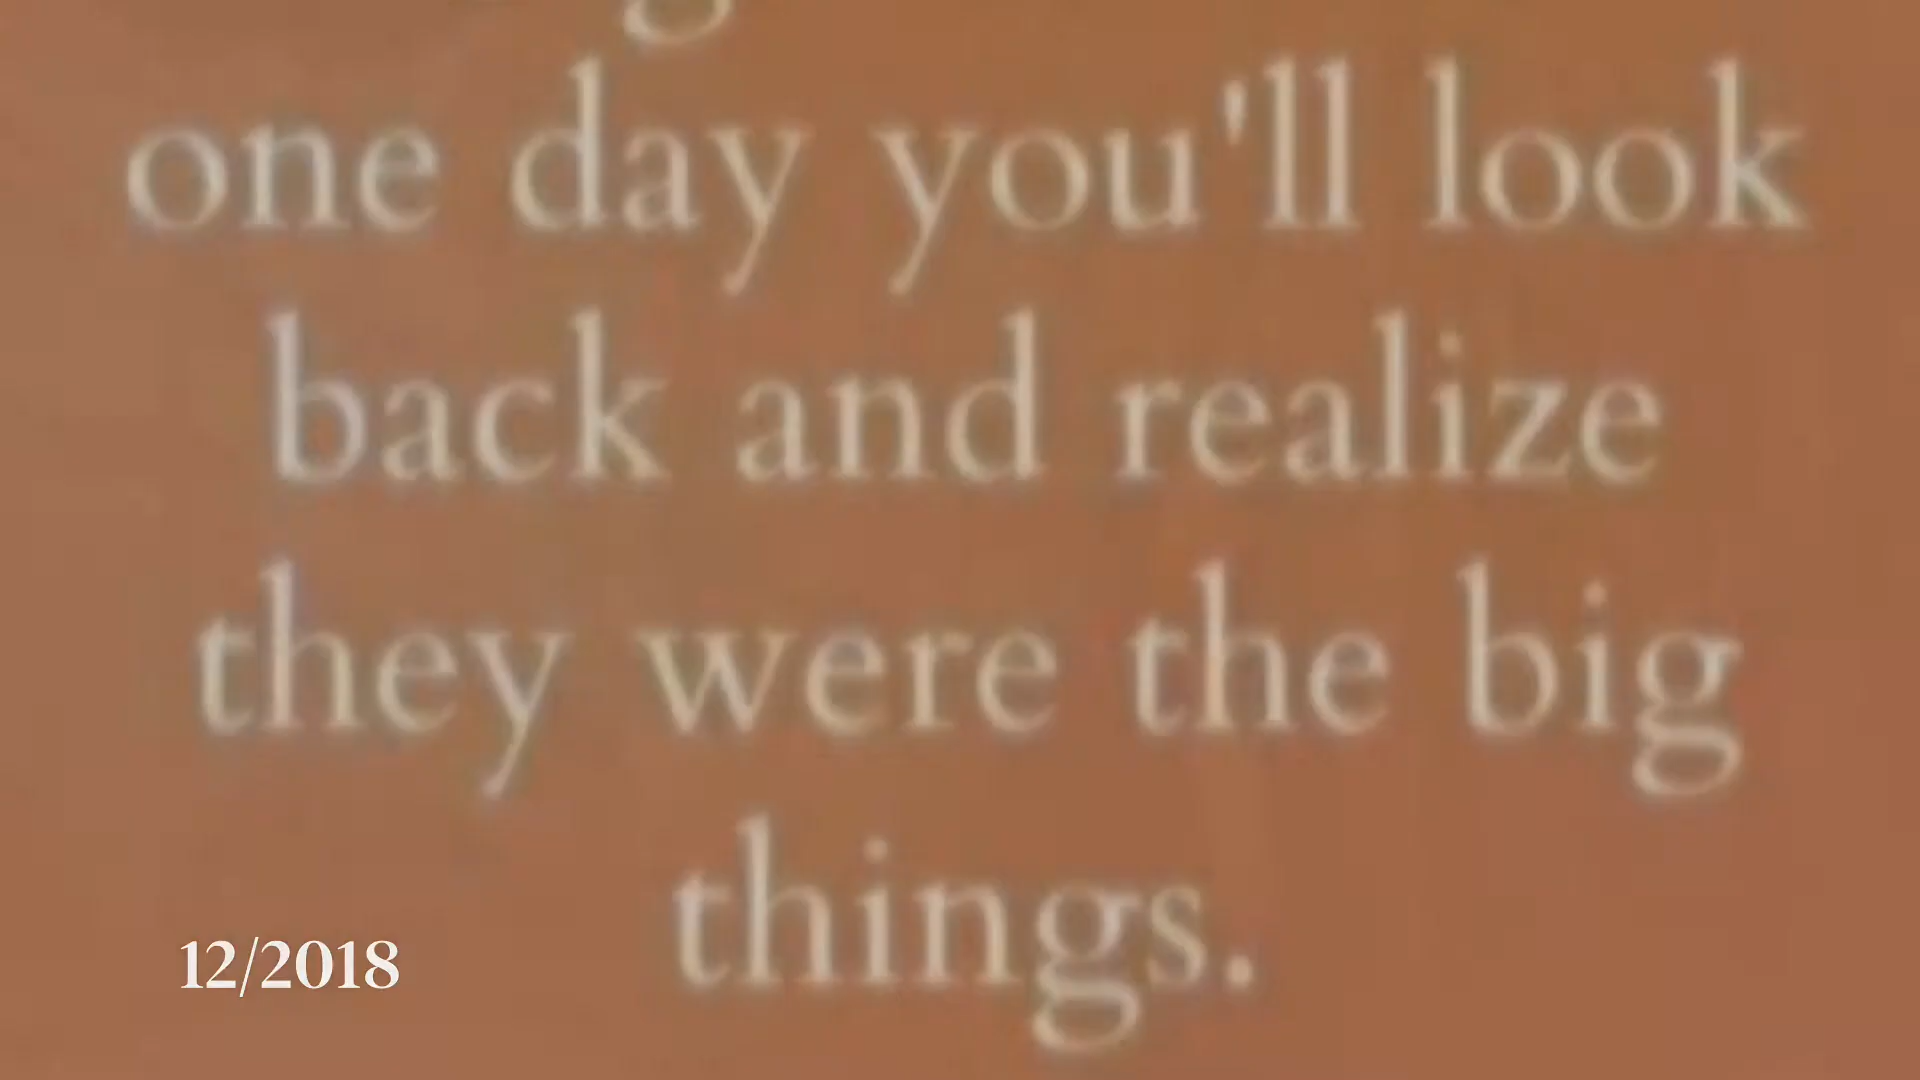 one day you'll look
back and realize
they were the big
things.
12/2018